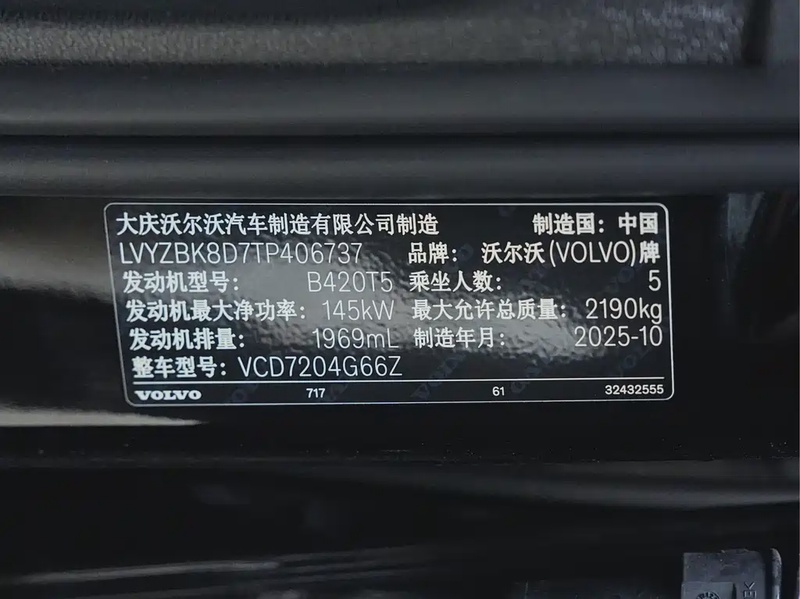 大庆沃尔沃汽车制造有限公司制造 制造国：中国
LVYZBK8D7TP406737 品牌：沃尔沃(VOLVO)牌
发动机型号：B420T5 乘坐人数：5
发动机最大净功率：145kW 最大允许总质量：2190kg
发动机排量：1969mL 制造年月：2025-10
整车型号：VCD7204G66Z
VOLVO 717 61 32432555